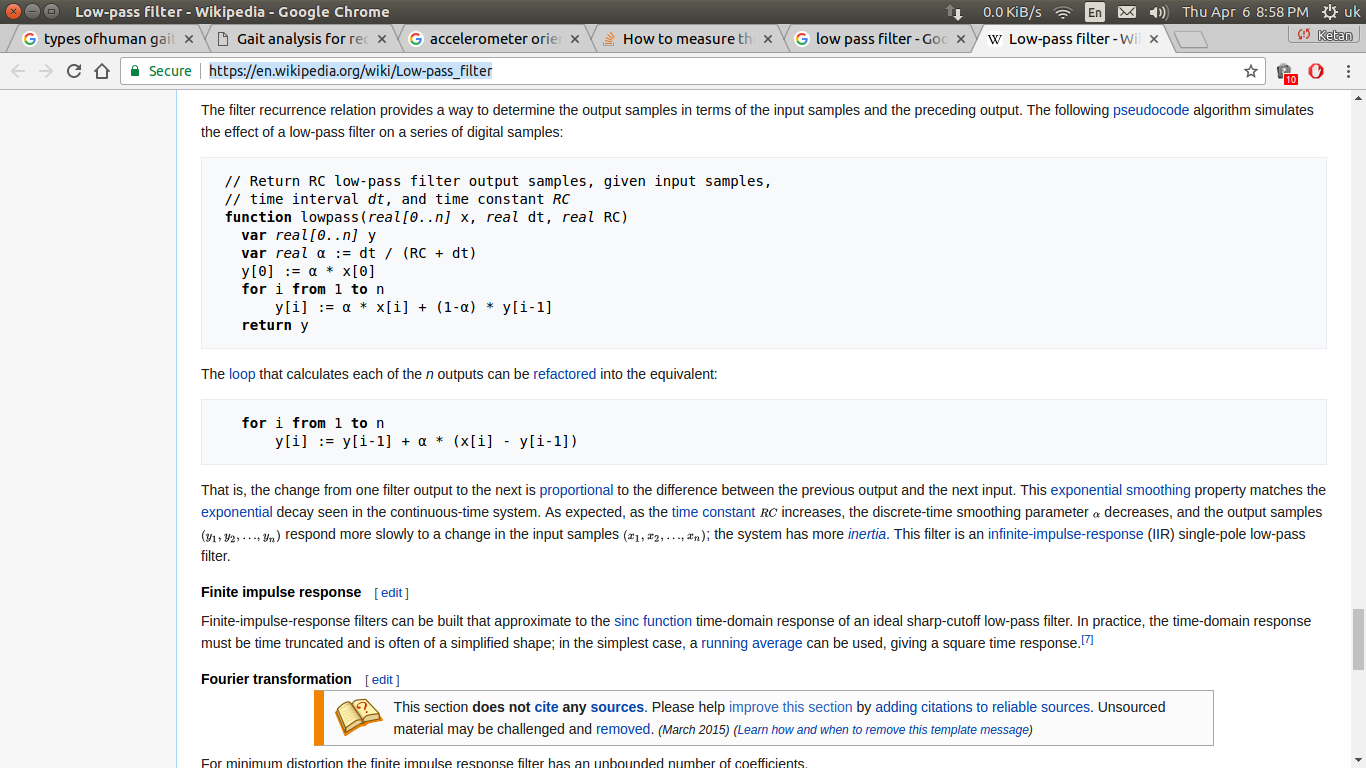 Low-pass filter - Wikipedia - Google Chrome
0.0 KiB/s En Thu Apr 6 8:58 PM uk
types ofhuman gait
Gait analysis for rec
accelerometer orie
How to measure th
low pass filter - Goo
Low-pass filter - Wi
Ketan
Secure https://en.wikipedia.org/wiki/Low-pass_filter 10
The filter recurrence relation provides a way to determine the output samples in terms of the input samples and the preceding output. The following pseudocode algorithm simulates
the effect of a low-pass filter on a series of digital samples:
// Return RC low-pass filter output samples, given input samples,
// time interval dt, and time constant RC
function lowpass(real[0..n] x, real dt, real RC)
var real[0..n] y
var real α := dt / (RC + dt)
y[0] := α * x[0]
for i from 1 to n
y[i] := α * x[i] + (1-α) * y[i-1]
return y
The loop that calculates each of the n outputs can be refactored into the equivalent:
for i from 1 to n
y[i] := y[i-1] + α * (x[i] - y[i-1])
That is, the change from one filter output to the next is proportional to the difference between the previous output and the next input. This exponential smoothing property matches the
exponential decay seen in the continuous-time system. As expected, as the time constant RC increases, the discrete-time smoothing parameter α decreases, and the output samples
(y₁, y₂, …, yₙ) respond more slowly to a change in the input samples (x₁, x₂, …, xₙ); the system has more inertia. This filter is an infinite-impulse-response (IIR) single-pole low-pass
filter.
Finite impulse response [ edit ]
Finite-impulse-response filters can be built that approximate to the sinc function time-domain response of an ideal sharp-cutoff low-pass filter. In practice, the time-domain response
must be time truncated and is often of a simplified shape; in the simplest case, a running average can be used, giving a square time response.[7]
Fourier transformation [ edit ]
This section does not cite any sources. Please help improve this section by adding citations to reliable sources. Unsourced
material may be challenged and removed. (March 2015) (Learn how and when to remove this template message)
For minimum distortion the finite impulse response filter has an unbounded number of coefficients.